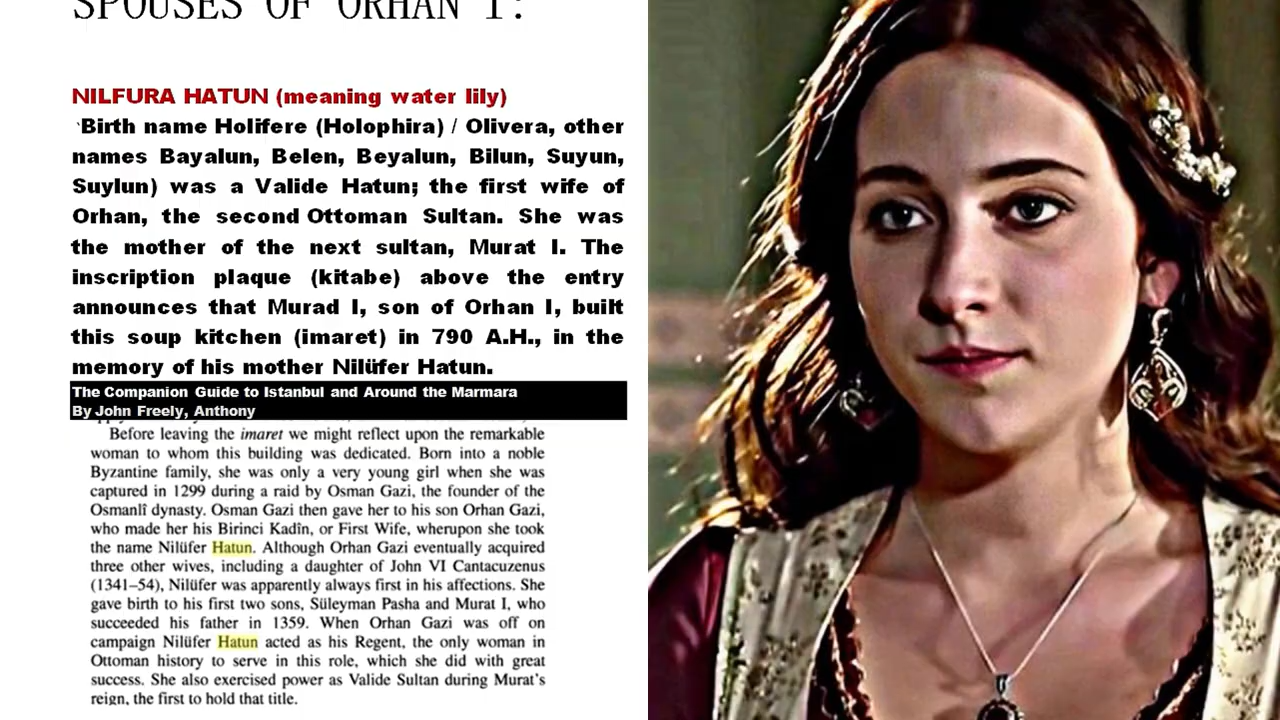 SPOUSES OF ORHAN I:
NILFURA HATUN (meaning water lily)
`Birth name Holifere (Holophira) / Olivera, other
names Bayalun, Belen, Beyalun, Bilun, Suyun,
Suylun) was a Valide Hatun; the first wife of
Orhan, the second Ottoman Sultan. She was
the mother of the next sultan, Murat I. The
inscription plaque (kitabe) above the entry
announces that Murad I, son of Orhan I, built
this soup kitchen (imaret) in 790 A.H., in the
memory of his mother Nilüfer Hatun.
The Companion Guide to Istanbul and Around the Marmara
By John Freely, Anthony
Before leaving the imaret we might reflect upon the remarkable
woman to whom this building was dedicated. Born into a noble
Byzantine family, she was only a very young girl when she was
captured in 1299 during a raid by Osman Gazi, the founder of the
Osmanlî dynasty. Osman Gazi then gave her to his son Orhan Gazi,
who made her his Birinci Kadîn, or First Wife, wherupon she took
the name Nilüfer Hatun. Although Orhan Gazi eventually acquired
three other wives, including a daughter of John VI Cantacuzenus
(1341–54), Nilüfer was apparently always first in his affections. She
gave birth to his first two sons, Süleyman Pasha and Murat I, who
succeeded his father in 1359. When Orhan Gazi was off on
campaign Nilüfer Hatun acted as his Regent, the only woman in
Ottoman history to serve in this role, which she did with great
success. She also exercised power as Valide Sultan during Murat's
reign, the first to hold that title.